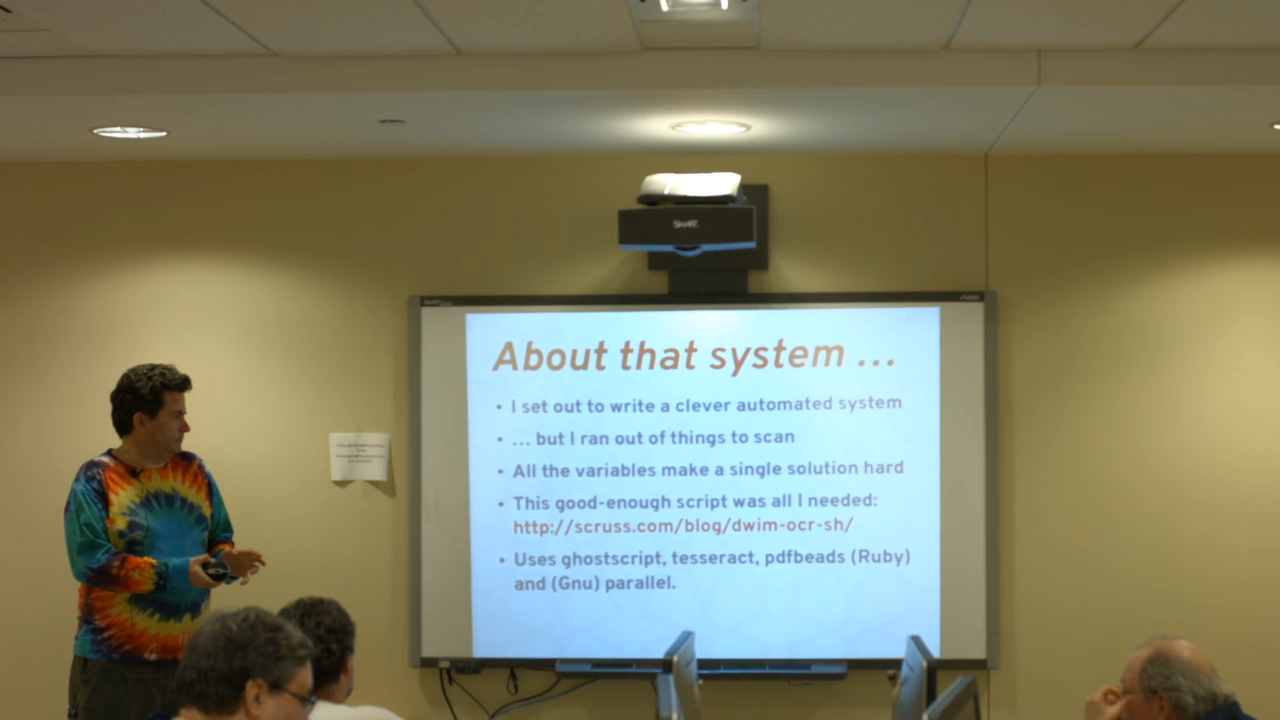 SMART
About that system ...
• I set out to write a clever automated system
• ... but I ran out of things to scan
• All the variables make a single solution hard
• This good-enough script was all I needed:
http://scruss.com/blog/dwim-ocr-sh/
• Uses ghostscript, tesseract, pdfbeads (Ruby)
and (Gnu) parallel.